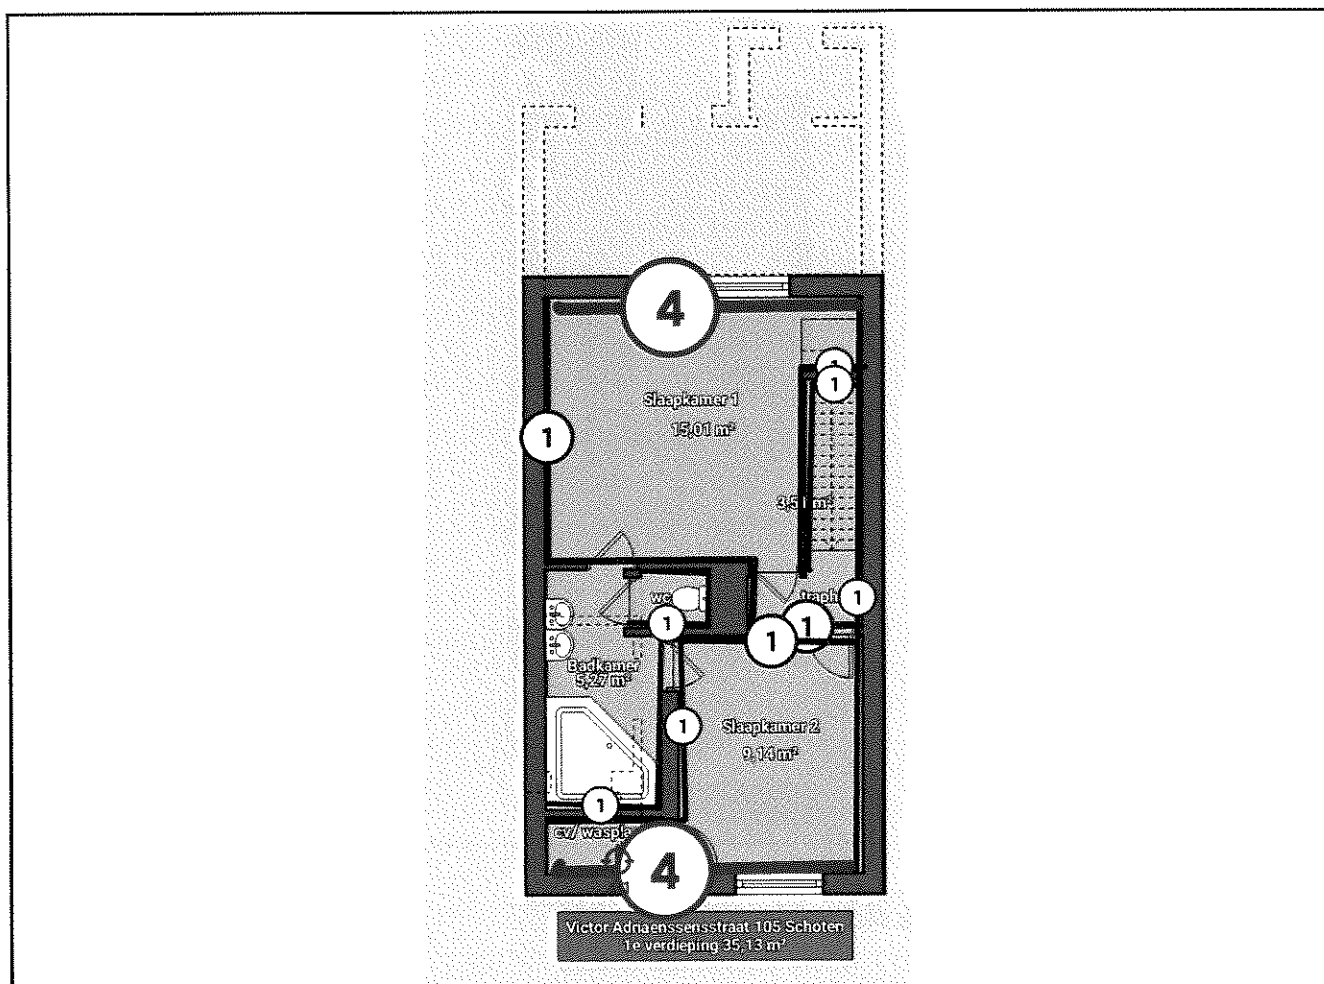 4
1
Slaapkamer 1
15,01 m²
1
1
wc
1
1
1
1
Badkamer
5,27 m²
1
Slaapkamer 2
9,14 m²
1
cv/
4
Victor Adriaenssensstraat 105 Schoten
1e verdieping 35,13 m²